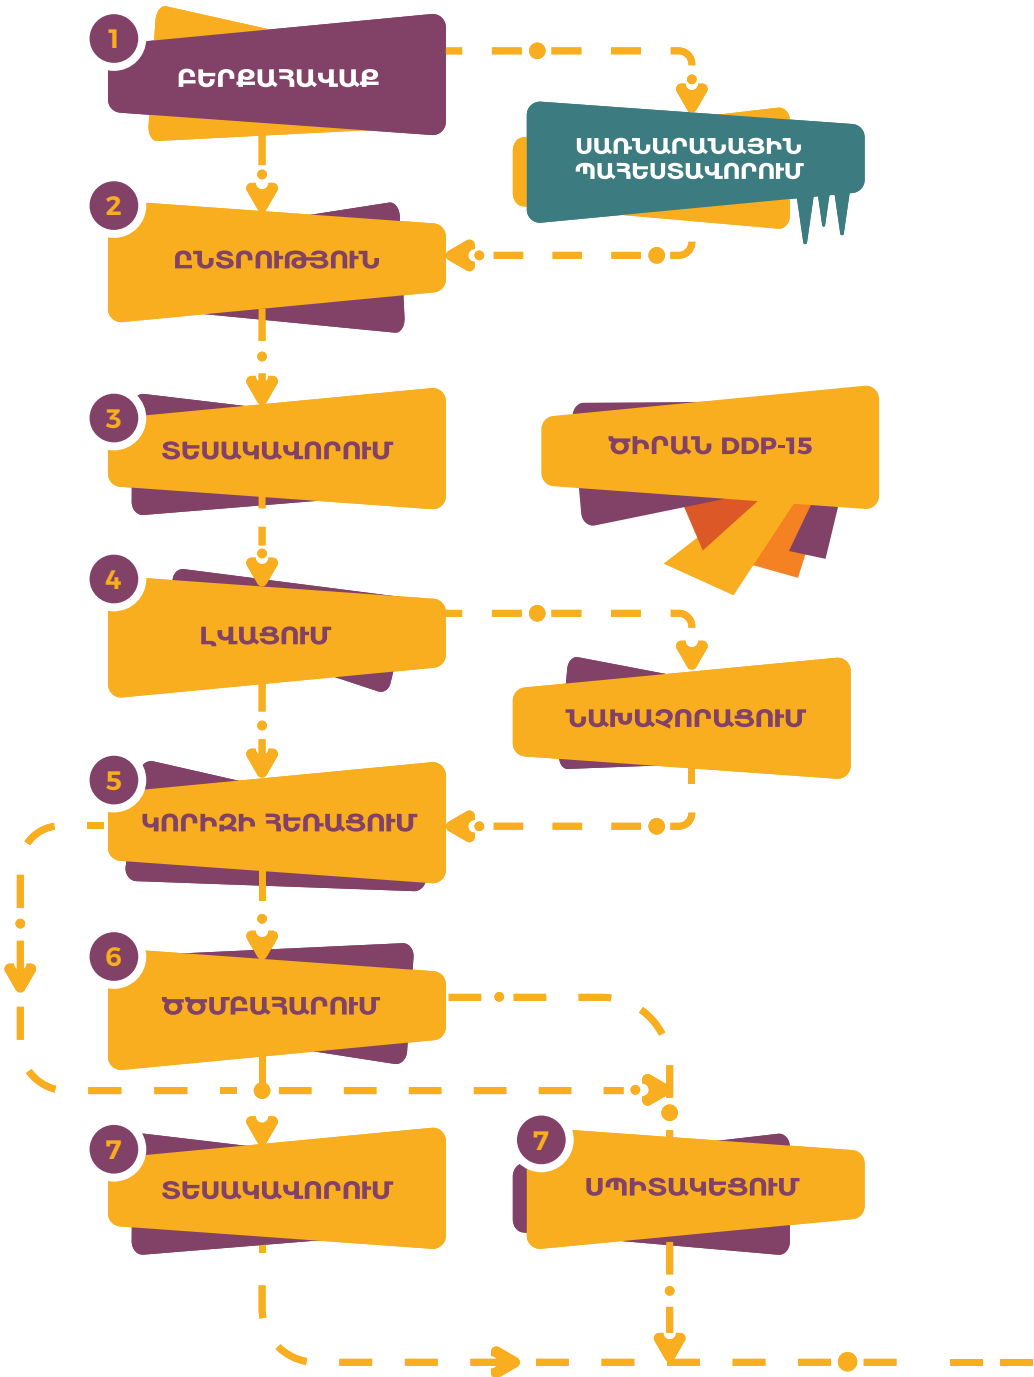 1
ԲԵՐՔԱՀԱՎԱՔ
ՍԱՌՆԱՐԱՆԱՅԻՆ
ՊԱՀԵՍՏԱՎՈՐՈՒՄ
2
ԸՆՏՐՈՒԹՅՈՒՆ
3
ՏԵՍԱԿԱՎՈՐՈՒՄ
ԾԻՐԱՆ DDP-15
4
ԼՎԱՑՈՒՄ
ՆԱԽԱՉՈՐԱՑՈՒՄ
5
ԿՈՐԻԶԻ ՀԵՌԱՑՈՒՄ
6
ԾԾՄԲԱՀԱՐՈՒՄ
7
ՏԵՍԱԿԱՎՈՐՈՒՄ
7
ՍՊԻՏԱԿԵՑՈՒՄ